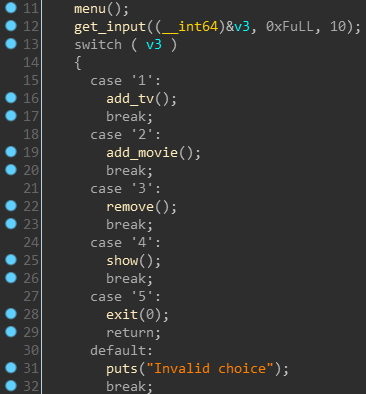 11 menu();
12 get_input((__int64)&v3, 0xFuLL, 10);
13 switch ( v3 )
14 {
15 case '1':
16 add_tv();
17 break;
18 case '2':
19 add_movie();
20 break;
21 case '3':
22 remove();
23 break;
24 case '4':
25 show();
26 break;
27 case '5':
28 exit(0);
29 return;
30 default:
31 puts("Invalid choice");
32 break;